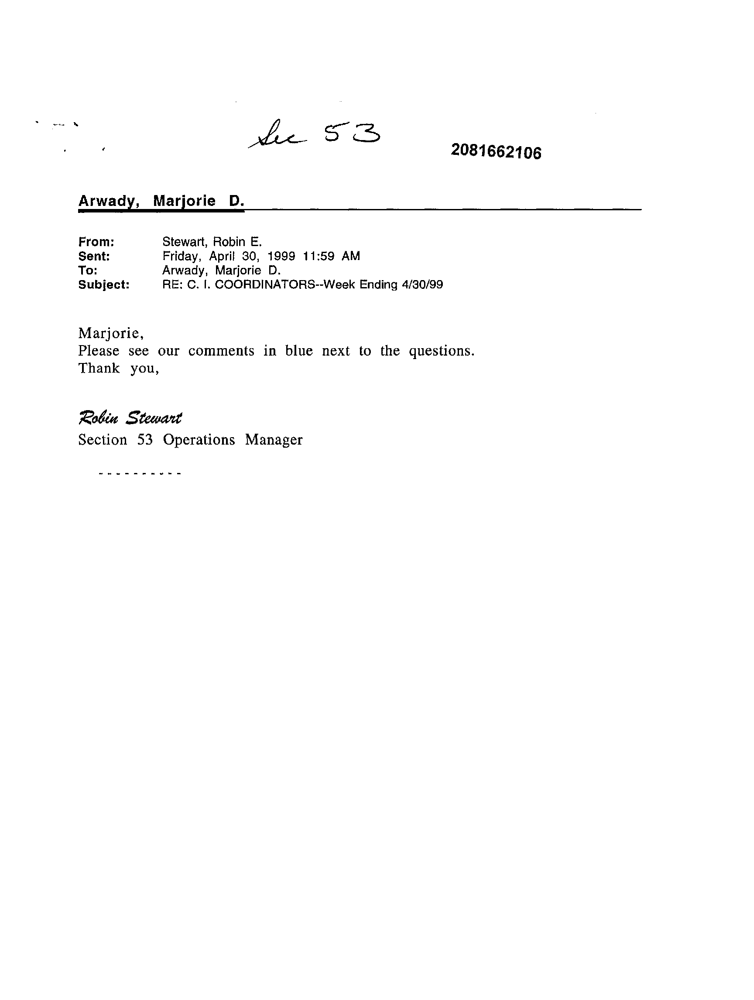 Sec 53
2081662106
Arwady, Marjorie D.
From: Stewart, Robin E.
Sent: Friday, April 30, 1999 11:59 AM
To: Arwady, Marjorie D.
Subject: RE: C. I. COORDINATORS--Week Ending 4/30/99
Marjorie,
Please see our comments in blue next to the questions.
Thank you,
Robin Stewart
Section 53 Operations Manager
----------